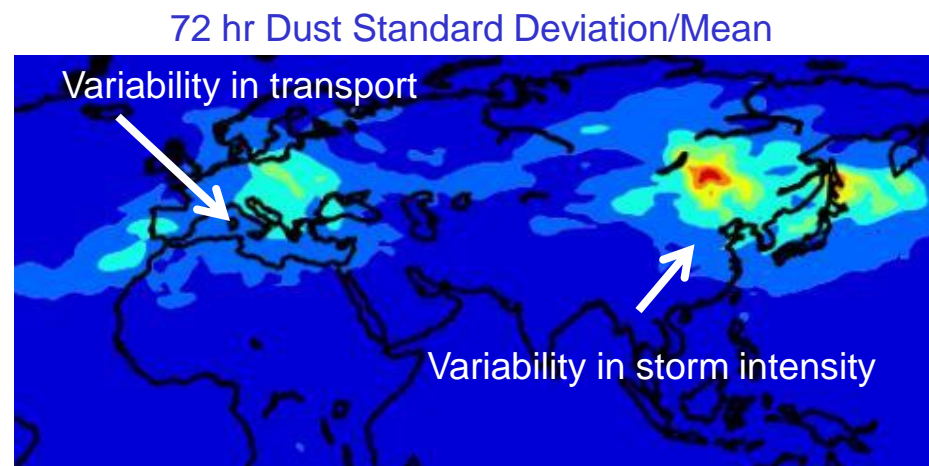 72 hr Dust Standard Deviation/Mean
Variability in transport
Variability in storm intensity